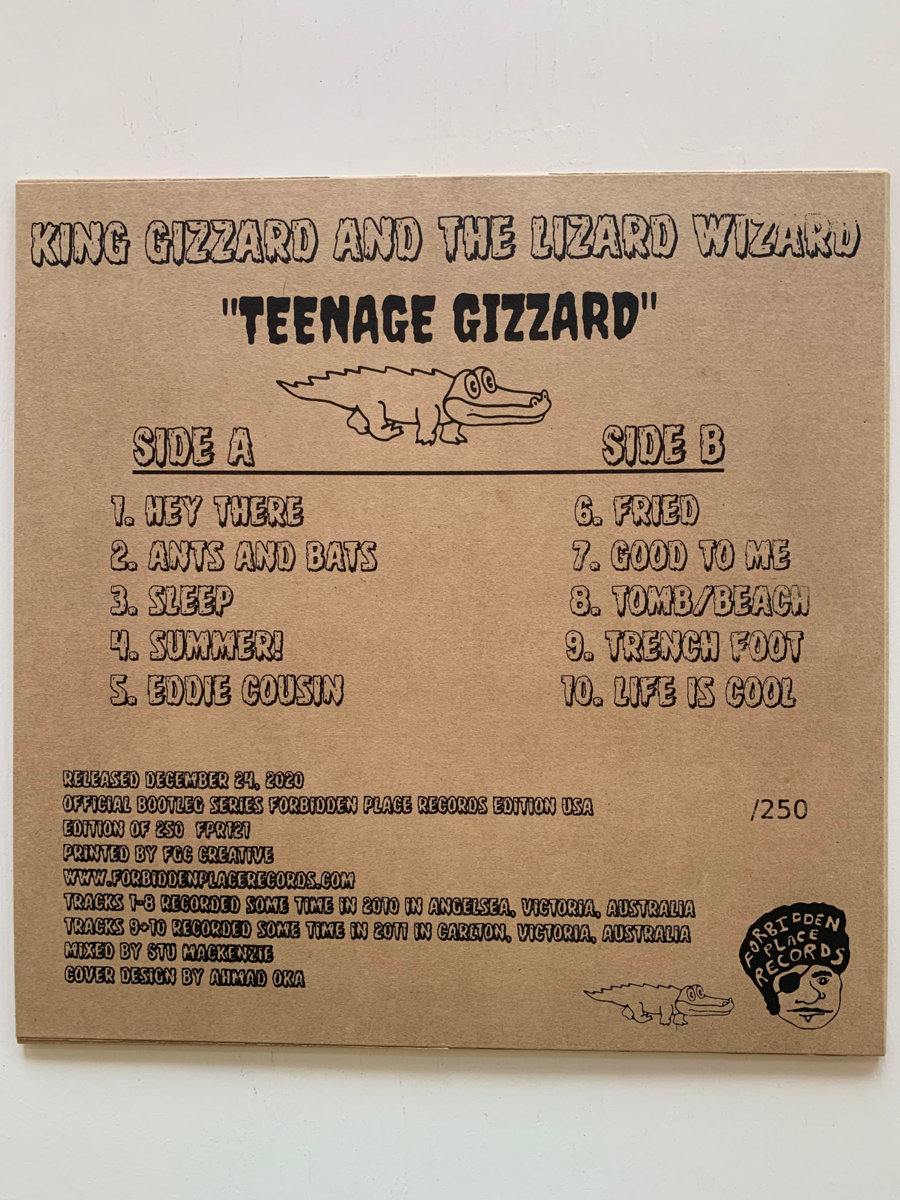 KING GIZZARD AND THE LIZARD WIZARD
"TEENAGE GIZZARD"
SIDE A
1. HEY THERE
2. ANTS AND BATS
3. SLEEP
4. SUMMER!
5. EDDIE COUSIN
SIDE B
6. FRIED
7. GOOD TO ME
8. TOMB/BEACH
9. TRENCH FOOT
10. LIFE IS COOL
RELEASED DECEMBER 24, 2020
OFFICIAL BOOTLEG SERIES FORBIDDEN PLACE RECORDS EDITION USA
EDITION OF 250 FPR121
PRINTED BY FGC CREATIVE
WWW.FORBIDDENPLACERECORDS.COM
TRACKS 1-8 RECORDED SOME TIME IN 2010 IN ANGELSEA, VICTORIA, AUSTRALIA
TRACKS 9+10 RECORDED SOME TIME IN 2011 IN CARLTON, VICTORIA, AUSTRALIA
MIXED BY STU MACKENZIE
COVER DESIGN BY AHMAD OKA
/250
FORBIDDEN
PLACE
RECORDS